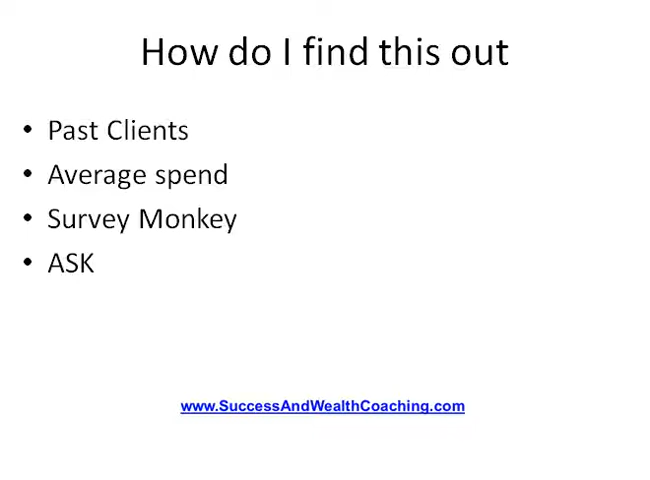 How do I find this out
• Past Clients
• Average spend
• Survey Monkey
• ASK
www.SuccessAndWealthCoaching.com